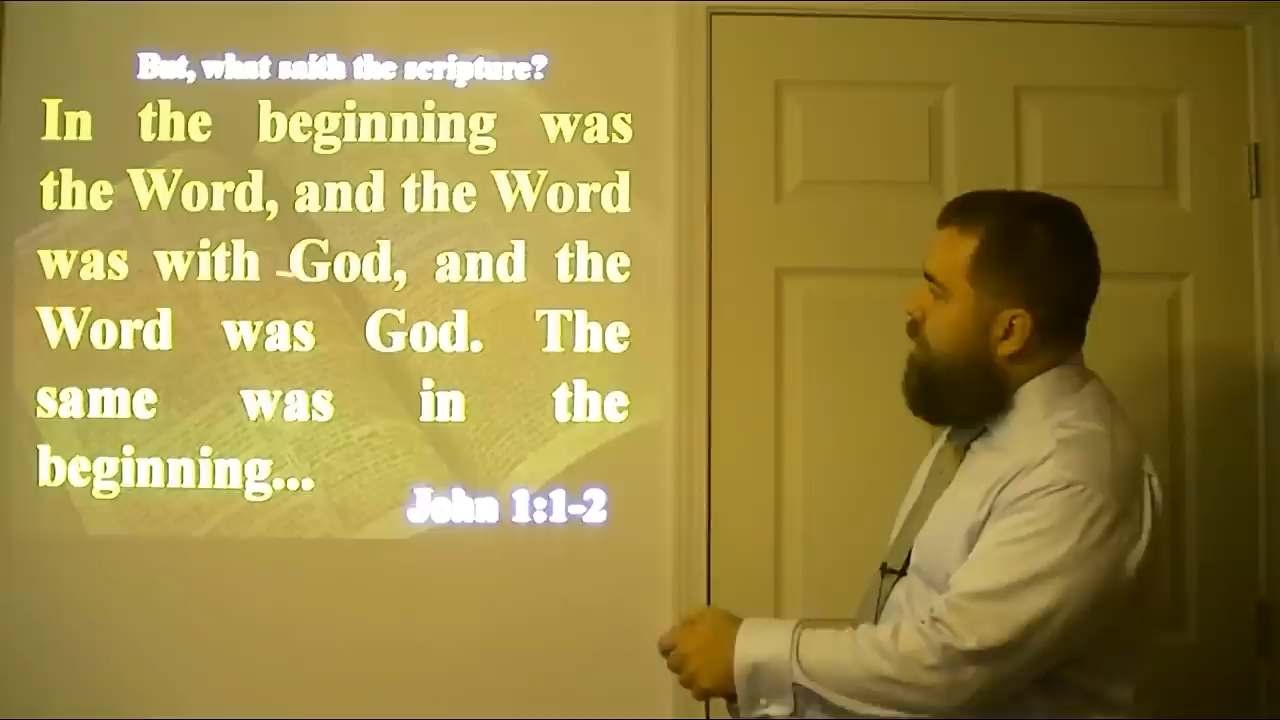 But, what saith the scripture?
In the beginning was
the Word, and the Word
was with God, and the
Word was God. The
same was in the
beginning...
John 1:1-2